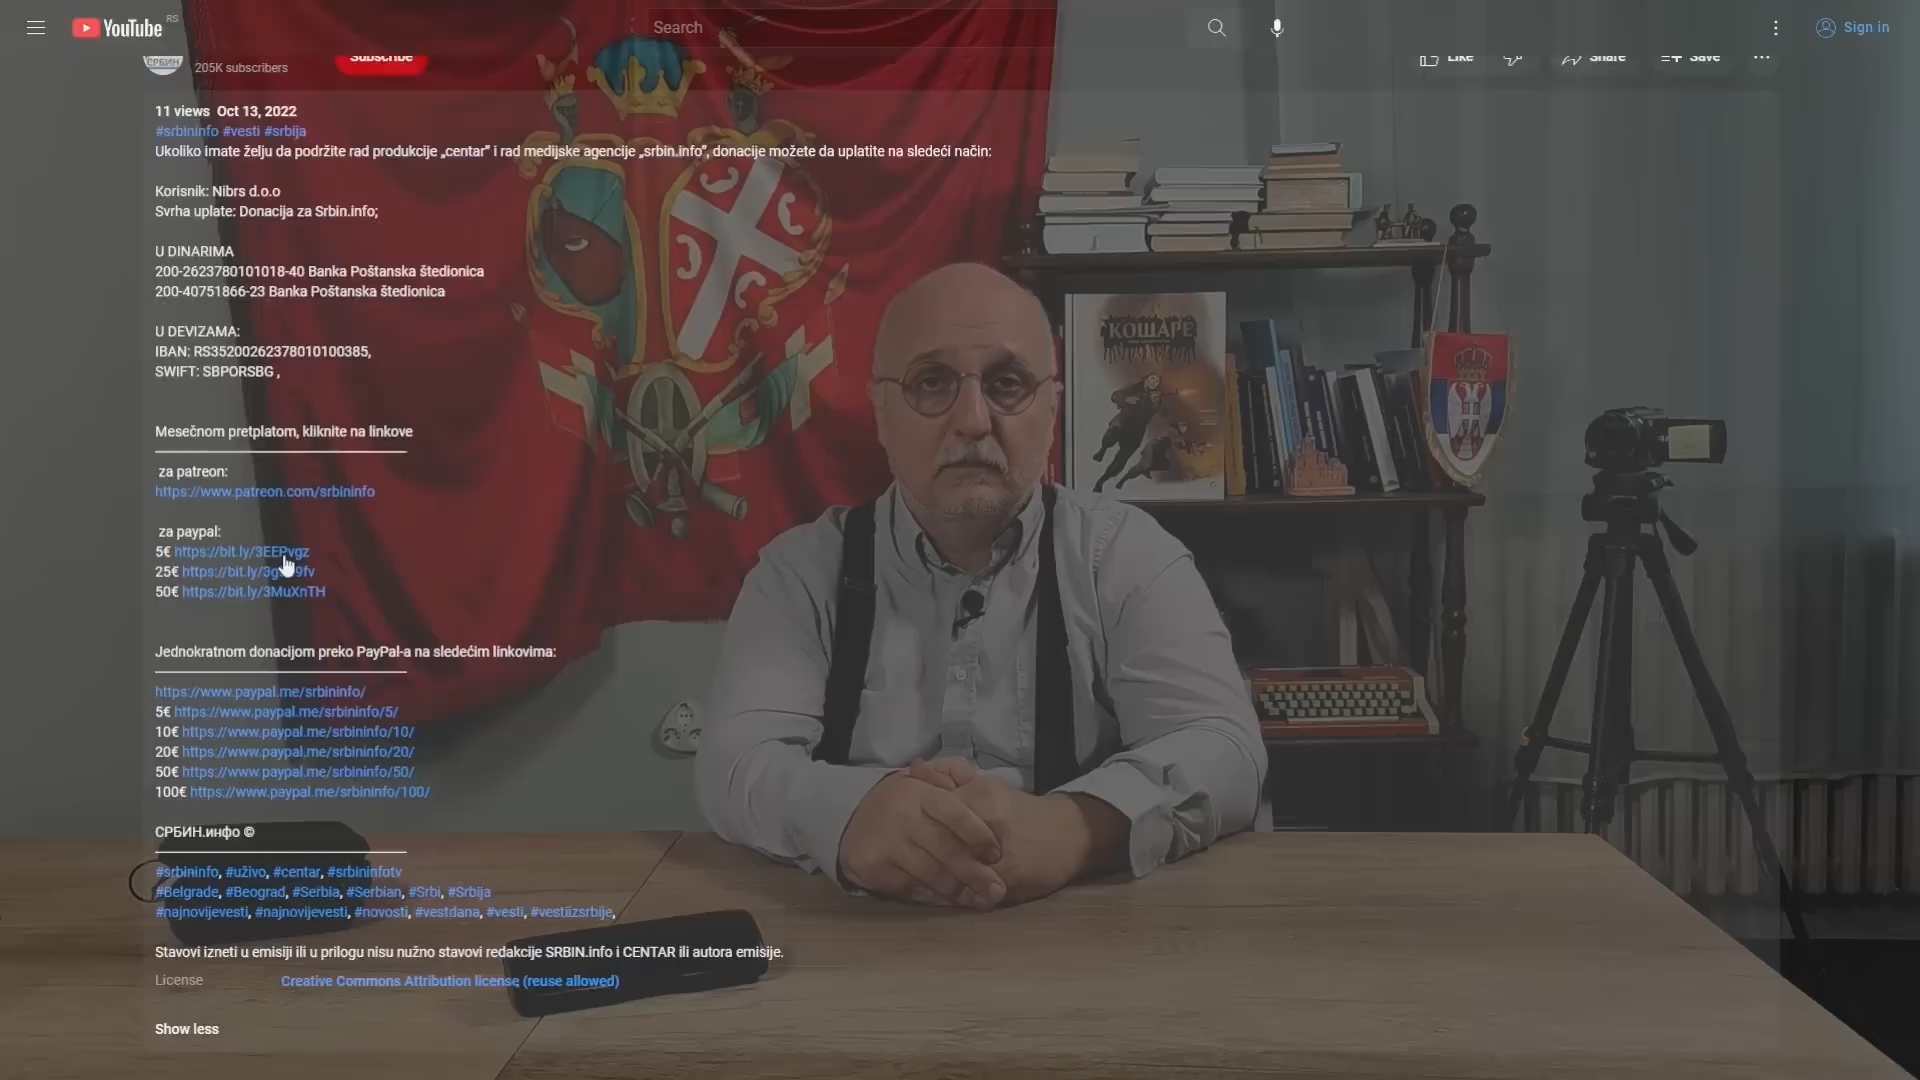 YouTube RS
Search
Sign in
СРБИН
205K subscribers
Subscribe
Like
Share
Save
11 views Oct 13, 2022
#srbininfo #vesti #srbija
Ukoliko imate želju da podržite rad produkcije „centar” i rad medijske agencije „srbin.info”, donacije možete da uplatite na sledeći način:
Korisnik: Nibrs d.o.o
Svrha uplate: Donacija za Srbin.info;
U DINARIMA
200-2623780101018-40 Banka Poštanska štedionica
200-40751866-23 Banka Poštanska štedionica
U DEVIZAMA:
IBAN: RS35200262378010100385,
SWIFT: SBPORSBG ,
Mesečnom pretplatom, kliknite na linkove
za patreon:
https://www.patreon.com/srbininfo
za paypal:
5€ https://bit.ly/3EEPvgz
25€
50€ https://bit.ly/3MuXnTH
Jednokratnom donacijom preko PayPal-a na sledećim linkovima:
https://www.paypal.me/srbininfo/
5€ https://www.paypal.me/srbininfo/5/
10€ https://www.paypal.me/srbininfo/10/
20€ https://www.paypal.me/srbininfo/20/
50€ https://www.paypal.me/srbininfo/50/
100€ https://www.paypal.me/srbininfo/100/
СРБИН.инфо ©
#srbininfo, #uživo, #centar, #srbininfotv
#Belgrade, #Beograd, #Serbia, #Serbian, #Srbi, #Srbija
#najnovijevesti, #najnovijevesti, #novosti, #vestdana, #vesti, #vestiizsrbije,
Stavovi izneti u emisiji ili u prilogu nisu nužno stavovi redakcije SRBIN.info i CENTAR ili autora emisije.
License Creative Commons Attribution license (reuse allowed)
Show less
КОШАРЕ